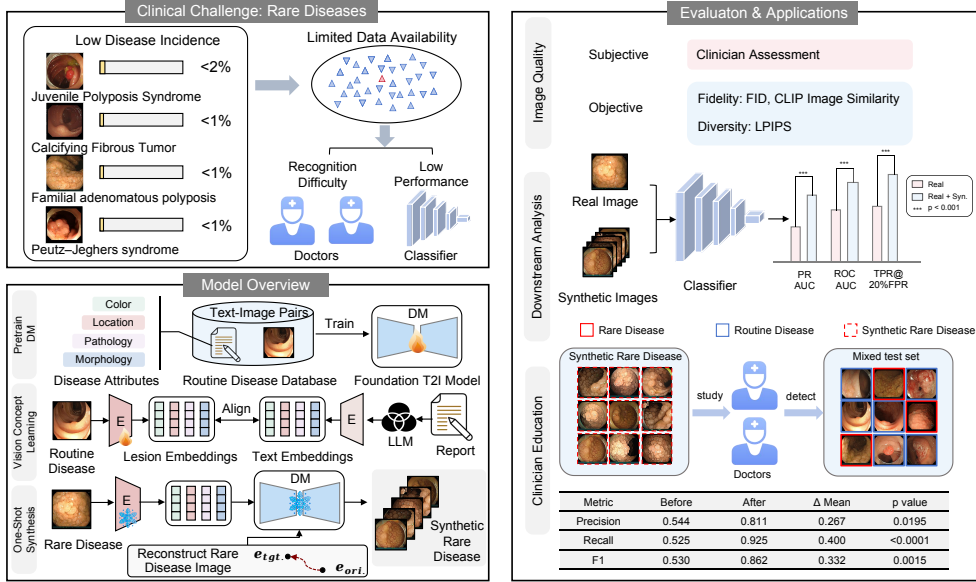 Clinical Challenge: Rare Diseases
Low Disease Incidence
<2%
Juvenile Polyposis Syndrome
<1%
Calcifying Fibrous Tumor
<1%
Familial adenomatous polyposis
<1%
Peutz–Jeghers syndrome
Limited Data Availability
Recognition
Difficulty
Low
Performance
Doctors
Classifier
Model Overview
Pretrain
DM
Color
Location
Pathology
Morphology
Disease Attributes
Text-Image Pairs
Routine Disease Database
Train
DM
Foundation T2I Model
Vision Concept
Learning
Routine
Disease
E
Lesion Embeddings
Align
Text Embeddings
E
LLM
Report
One-Shot
Synthesis
Rare Disease
E
DM
Synthetic
Rare
Disease
Reconstruct Rare
Disease Image
e_tgt.
e_ori.
Evaluaton & Applications
Image Quality
Subjective
Clinician Assessment
Objective
Fidelity: FID, CLIP Image Similarity
Diversity: LPIPS
Downstream Analysis
Real Image
Synthetic Images
Classifier
***
***
***
PR
AUC
ROC
AUC
TPR@
20%FPR
Real
Real + Syn.
*** p < 0.001
Rare Disease
Routine Disease
Synthetic Rare Disease
Clinician Education
Synthetic Rare Disease
study
Doctors
detect
Mixed test set
Metric Before After Δ Mean p value
Precision 0.544 0.811 0.267 0.0195
Recall 0.525 0.925 0.400 <0.0001
F1 0.530 0.862 0.332 0.0015